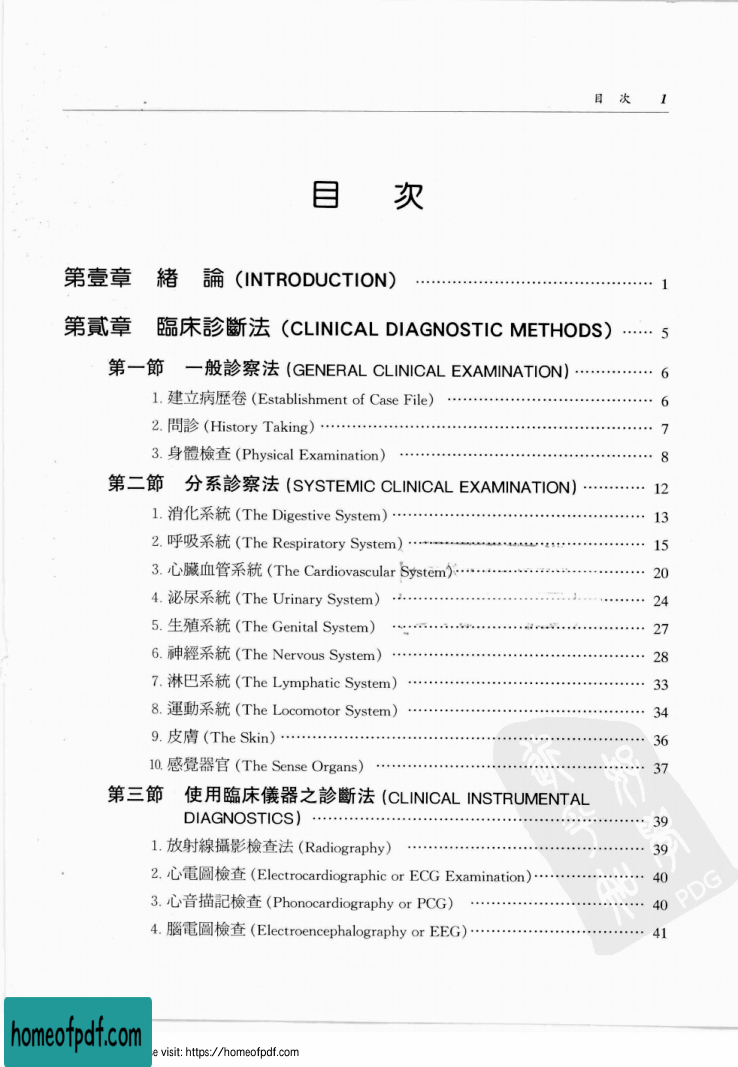 目 次 1
目 次
第壹章 緒 論 (INTRODUCTION) ………………………………………… 1
第貳章 臨床診斷法 (CLINICAL DIAGNOSTIC METHODS) …… 5
第一節 一般診察法 (GENERAL CLINICAL EXAMINATION) …………… 6
1. 建立病歷卷 (Establishment of Case File) ………………………………… 6
2. 問診 (History Taking) ………………………………………………………… 7
3. 身體檢查 (Physical Examination) ………………………………………… 8
第二節 分系診察法 (SYSTEMIC CLINICAL EXAMINATION) ………… 12
1. 消化系統 (The Digestive System) ………………………………………… 13
2. 呼吸系統 (The Respiratory System) ……………………………………… 15
3. 心臟血管系統 (The Cardiovascular System) …………………………… 20
4. 泌尿系統 (The Urinary System) ………………………………………… 24
5. 生殖系統 (The Genital System) ………………………………………… 27
6. 神經系統 (The Nervous System) ………………………………………… 28
7. 淋巴系統 (The Lymphatic System) ……………………………………… 33
8. 運動系統 (The Locomotor System) ……………………………………… 34
9. 皮膚 (The Skin) …………………………………………………………… 36
10. 感覺器官 (The Sense Organs) …………………………………………… 37
第三節 使用臨床儀器之診斷法 (CLINICAL INSTRUMENTAL
DIAGNOSTICS) ……………………………………………………… 39
1. 放射線攝影檢查法 (Radiography) ……………………………………… 39
2. 心電圖檢查 (Electrocardiographic or ECG Examination) ………………… 40
3. 心音描記檢查 (Phonocardiography or PCG) …………………………… 40
4. 腦電圖檢查 (Electroencephalography or EEG) …………………………… 41
PDG
homeofpdf.com
e visit: https://homeofpdf.com